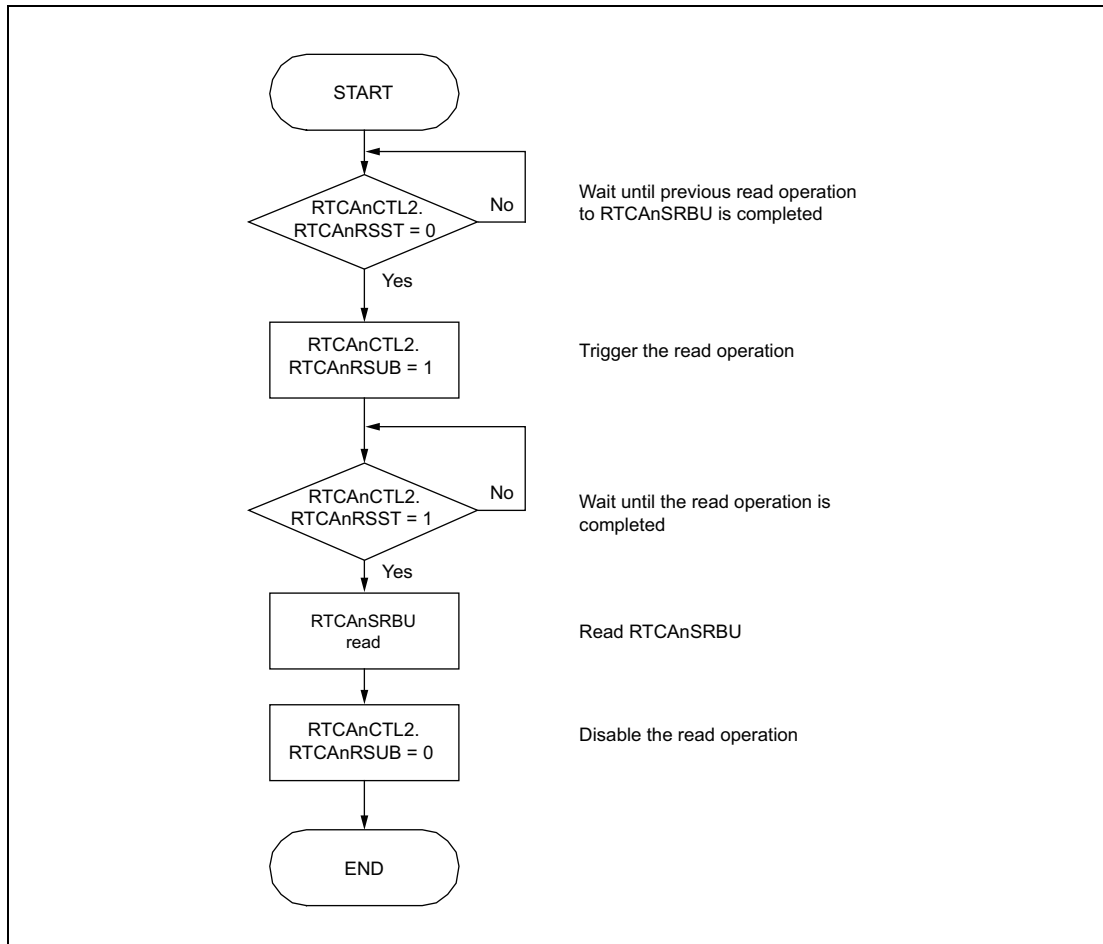 START
RTCAnCTL2.
RTCAnRSST = 0
No
Wait until previous read operation
to RTCAnSRBU is completed
Yes
RTCAnCTL2.
RTCAnRSUB = 1
Trigger the read operation
RTCAnCTL2.
RTCAnRSST = 1
No
Wait until the read operation is
completed
Yes
RTCAnSRBU
read
Read RTCAnSRBU
RTCAnCTL2.
RTCAnRSUB = 0
Disable the read operation
END